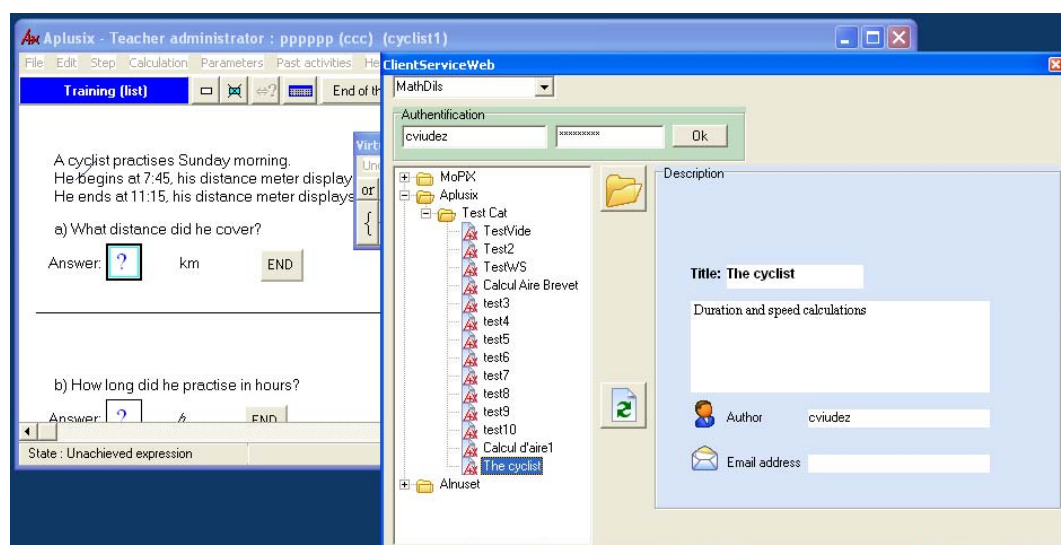 Aplusix - Teacher administrator : pppppp (ccc) (cyclist1)
File Edit Step Calculation Parameters Past activities He
Training (list)
End of th
A cyclist practises Sunday morning.
He begins at 7:45, his distance meter display
He ends at 11:15, his distance meter displays
a) What distance did he cover?
Answer: ? km END
b) How long did he practise in hours?
Answer: ? h END
State : Unachieved expression
Virtu
Und
or
{
ClientServiceWeb
MathDils
Authentification
cviudez
xxxxxxxxx
Ok
MoPiX
Aplusix
Test Cat
TestVide
Test2
TestWS
Calcul Aire Brevet
test3
test4
test5
test6
test7
test8
test9
test10
Calcul d'aire1
The cyclist
Alnuset
Description
Title: The cyclist
Duration and speed calculations
Author cviudez
Email address